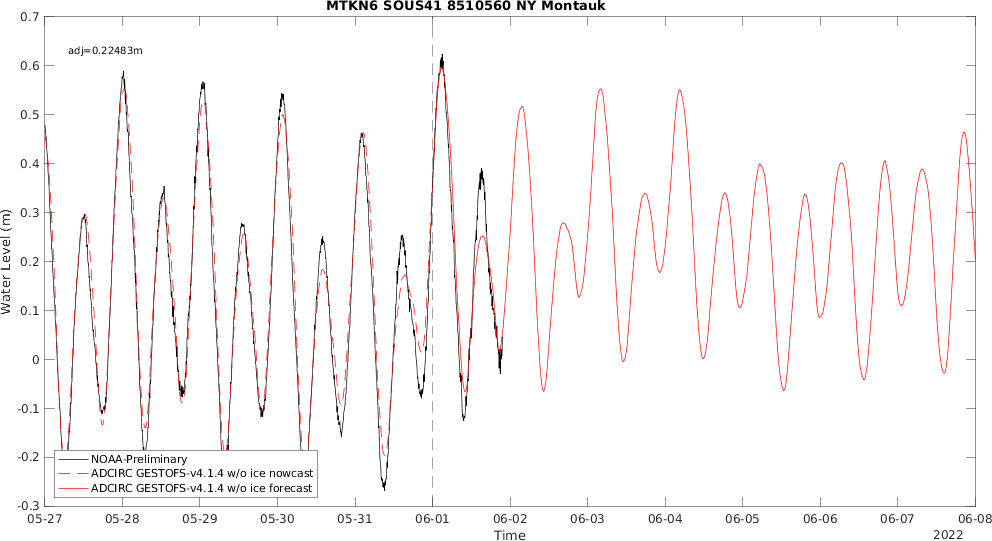 MTKN6 SOUS41 8510560 NY Montauk
adj=0.22483m
Water Level (m)
0.7
0.6
0.5
0.4
0.3
0.2
0.1
0
-0.1
-0.2
-0.3
NOAA-Preliminary
ADCIRC GESTOFS-v4.1.4 w/o ice nowcast
ADCIRC GESTOFS-v4.1.4 w/o ice forecast
05-27 05-28 05-29 05-30 05-31 06-01 06-02 06-03 06-04 06-05 06-06 06-07 06-08
Time
2022